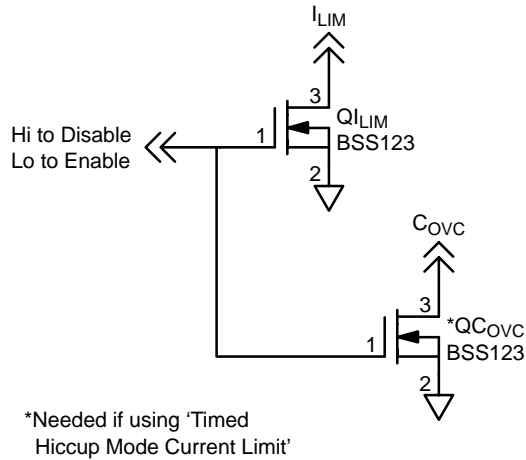 ILIM
3
QILIM
Hi to Disable
1
BSS123
Lo to Enable
2
COVC
3
*QCOVC
1
BSS123
2
*Needed if using ‘Timed
Hiccup Mode Current Limit’